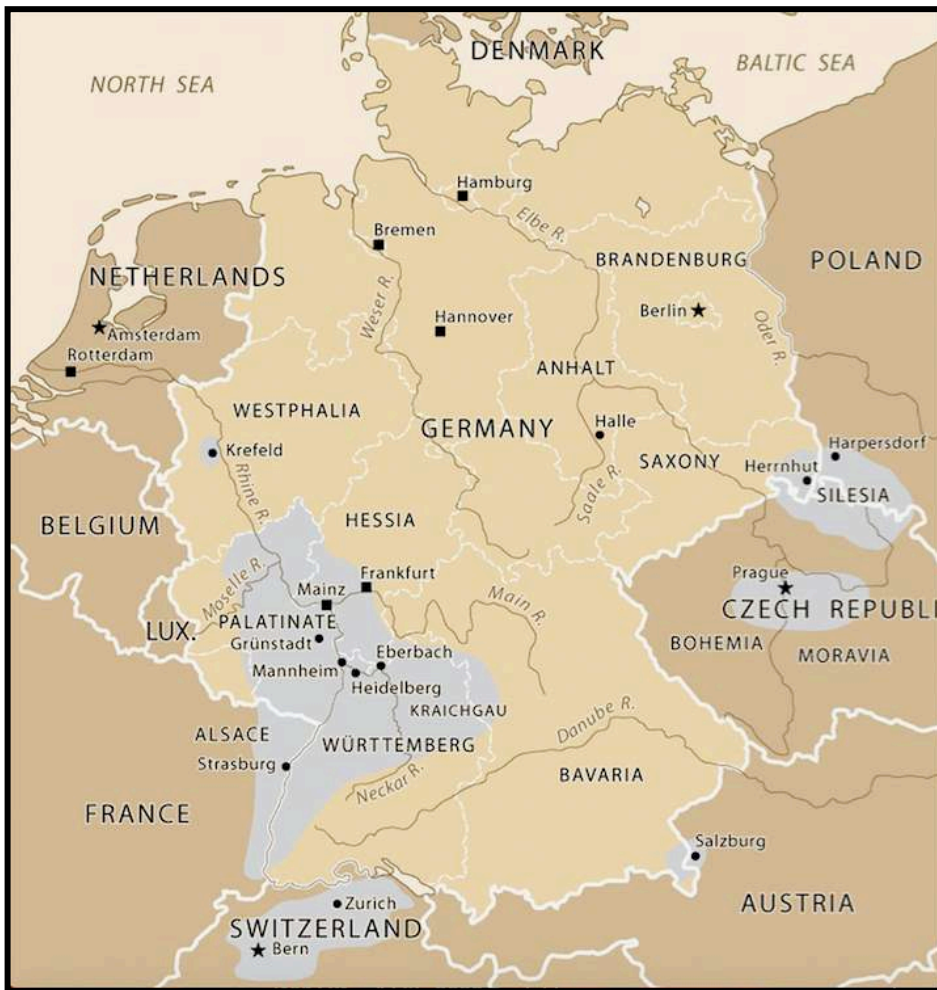 DENMARK
NORTH SEA
BALTIC SEA
Hamburg
Elbe R.
Bremen
BRANDENBURG
POLAND
NETHERLANDS
Weser R.
Hannover
Berlin
Oder R.
Amsterdam
Rotterdam
ANHALT
WESTPHALIA
GERMANY
Halle
Krefeld
Harpersdorf
SAXONY
Herrnhut
Rhine R.
Saale R.
SILESIA
BELGIUM
HESSIA
Moselle R.
Frankfurt
Prague
Mainz
Main R.
LUX.
PALATINATE
CZECH REPUBL
Grünstadt
Eberbach
BOHEMIA
MORAVIA
Mannheim
Heidelberg
KRAICHGAU
ALSACE
WÜRTTEMBERG
Danube R.
Strasburg
Neckar R.
BAVARIA
FRANCE
Salzburg
Zurich
AUSTRIA
SWITZERLAND
Bern